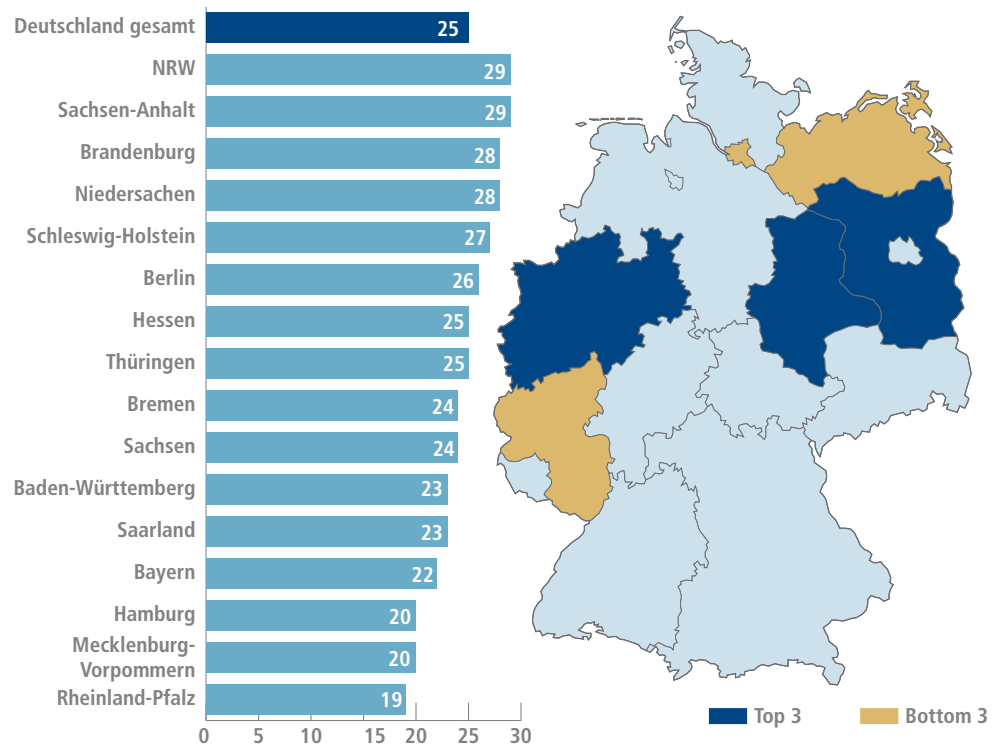 Deutschland gesamt 25
NRW 29
Sachsen-Anhalt 29
Brandenburg 28
Niedersachen 28
Schleswig-Holstein 27
Berlin 26
Hessen 25
Thüringen 25
Bremen 24
Sachsen 24
Baden-Württemberg 23
Saarland 23
Bayern 22
Hamburg 20
Mecklenburg-
Vorpommern 20
Rheinland-Pfalz 19
0 5 10 15 20 25 30
Top 3 Bottom 3